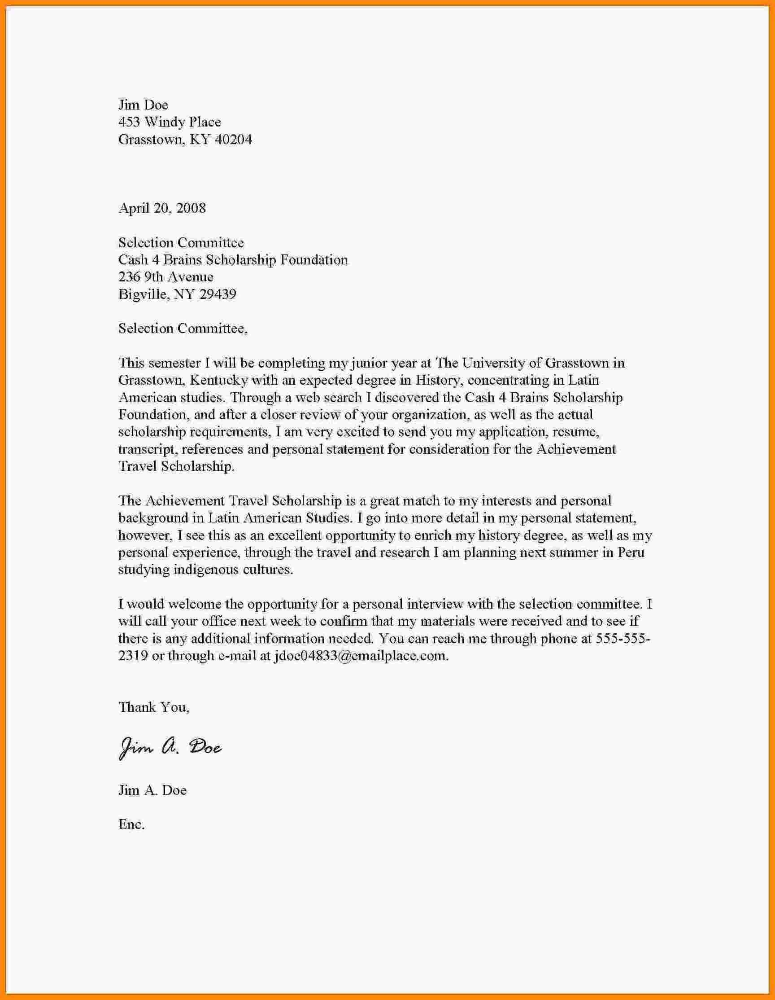 Jim Doe
453 Windy Place
Grasstown, KY 40204
April 20, 2008
Selection Committee
Cash 4 Brains Scholarship Foundation
236 9th Avenue
Bigville, NY 29439
Selection Committee,
This semester I will be completing my junior year at The University of Grasstown in
Grasstown, Kentucky with an expected degree in History, concentrating in Latin
American studies. Through a web search I discovered the Cash 4 Brains Scholarship
Foundation, and after a closer review of your organization, as well as the actual
scholarship requirements, I am very excited to send you my application, resume,
transcript, references and personal statement for consideration for the Achievement
Travel Scholarship.
The Achievement Travel Scholarship is a great match to my interests and personal
background in Latin American Studies. I go into more detail in my personal statement,
however, I see this as an excellent opportunity to enrich my history degree, as well as my
personal experience, through the travel and research I am planning next summer in Peru
studying indigenous cultures.
I would welcome the opportunity for a personal interview with the selection committee. I
will call your office next week to confirm that my materials were received and to see if
there is any additional information needed. You can reach me through phone at 555-555-
2319 or through e-mail at jdoe04833@emailplace.com.
Thank You,
Jim A. Doe
Jim A. Doe
Enc.